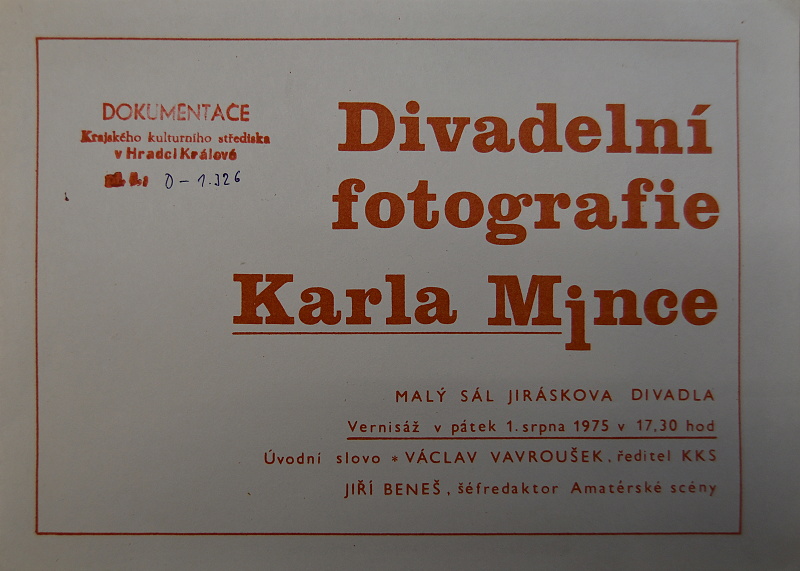 DOKUMENTACE
Krajského kulturního střediska
v Hradci Králové
0-1.326
Divadelní
fotografie
Karla Mince
MALÝ SÁL JIRÁSKOVA DIVADLA
Vernisáž v pátek 1. srpna 1975 v 17,30 hod
Úvodní slovo * VÁCLAV VAVROUŠEK, ředitel KKS
JIŘÍ BENEŠ, šéfredaktor Amatérské scény